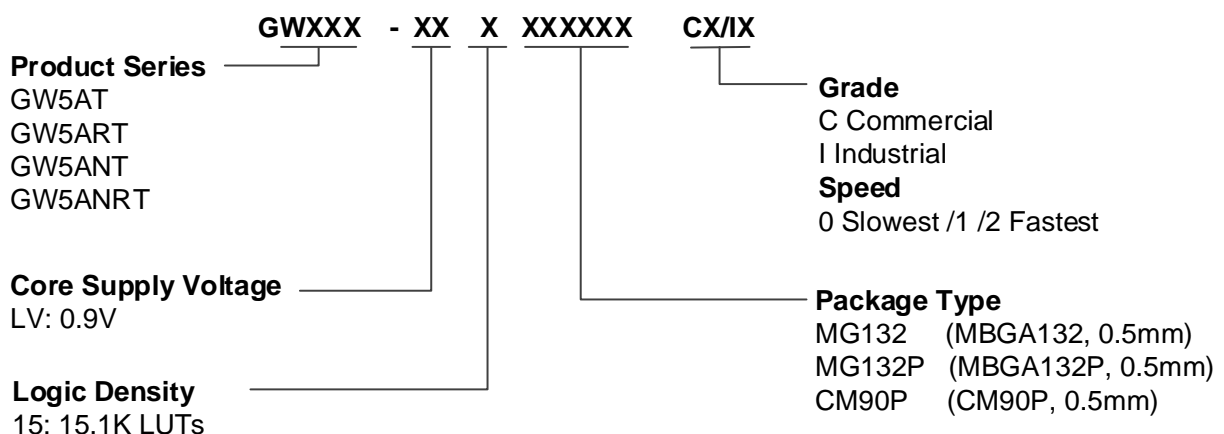 GWXXX - XX X XXXXXX CX/IX
Product Series
GW5AT
GW5ART
GW5ANT
GW5ANRT
Core Supply Voltage
LV: 0.9V
Logic Density
15: 15.1K LUTs
Grade
C Commercial
I Industrial
Speed
0 Slowest /1 /2 Fastest
Package Type
MG132 (MBGA132, 0.5mm)
MG132P (MBGA132P, 0.5mm)
CM90P (CM90P, 0.5mm)